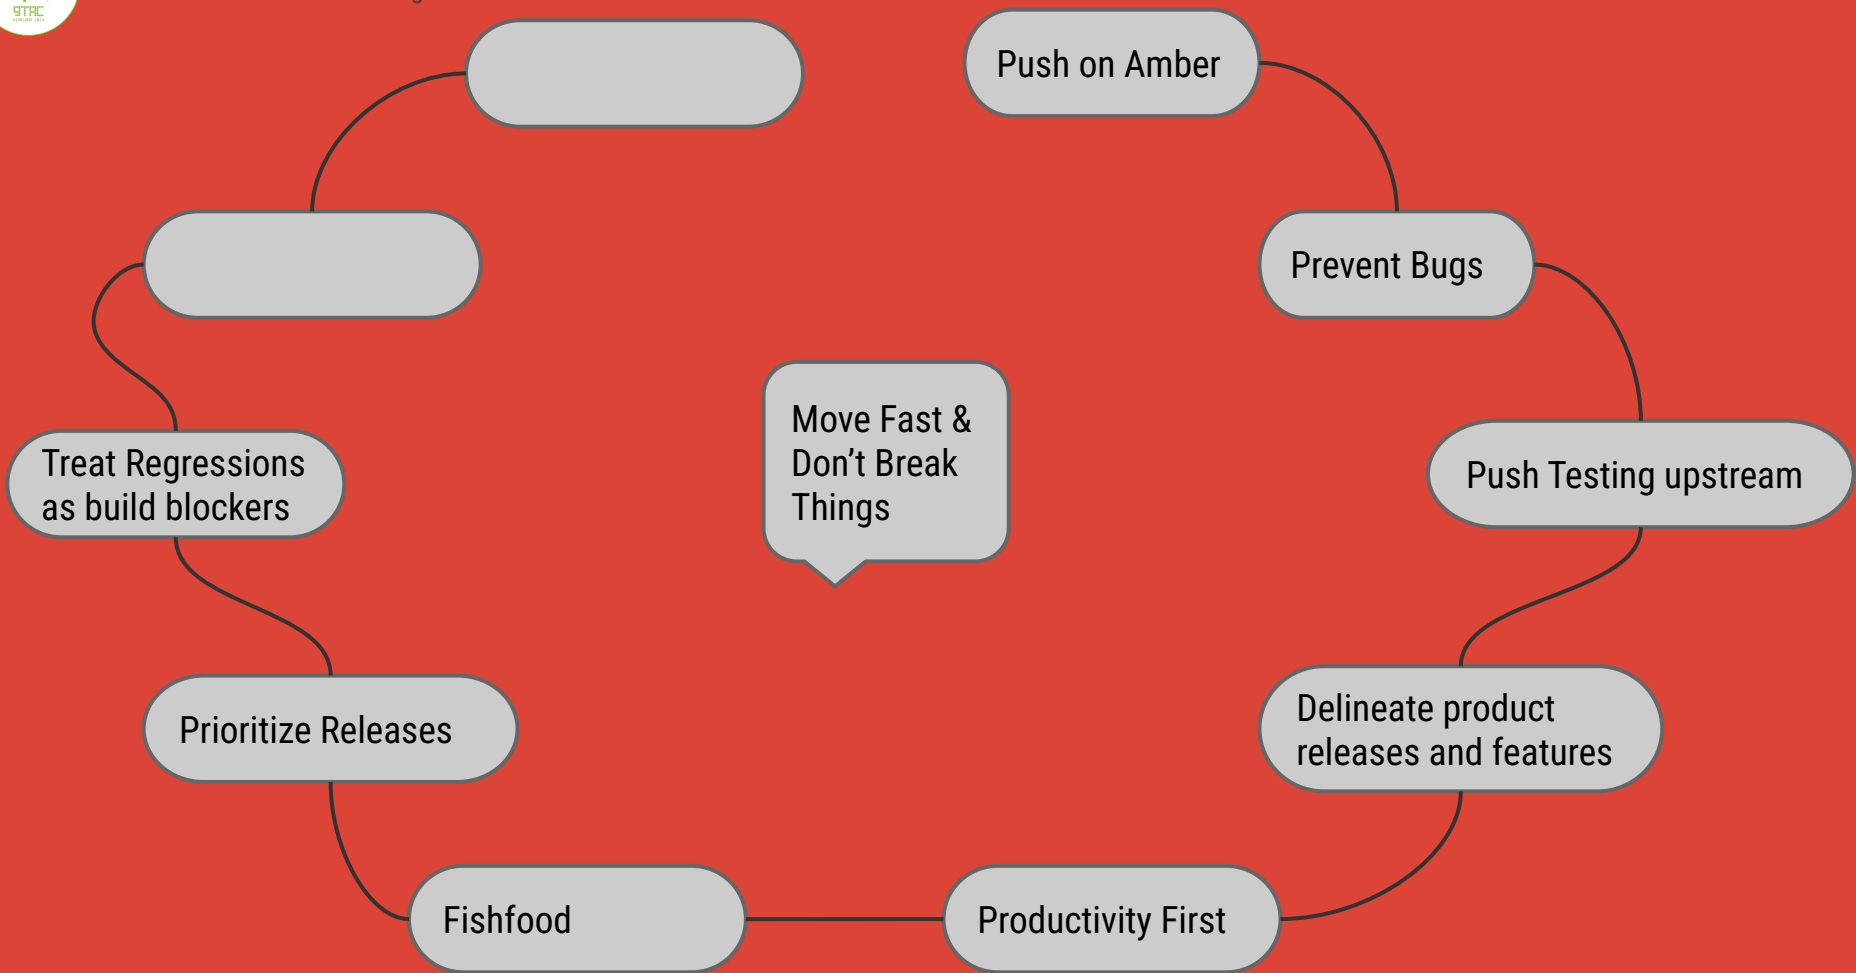 GTAC
Push on Amber
Prevent Bugs
Move Fast &
Don’t Break
Things
Treat Regressions
as build blockers
Push Testing upstream
Prioritize Releases
Delineate product
releases and features
Fishfood
Productivity First